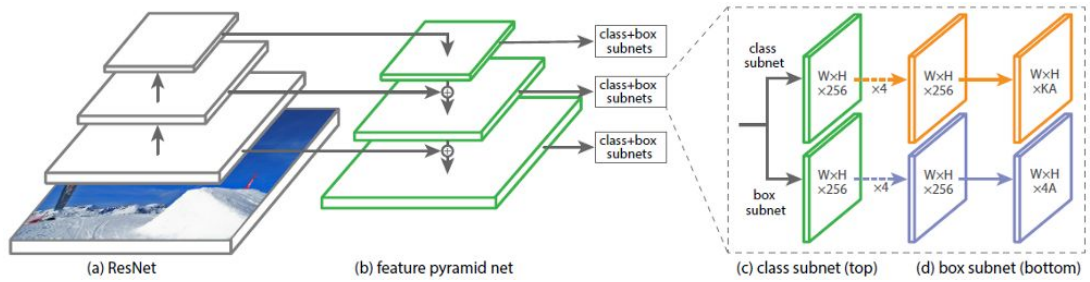 class+box
subnets
class+box
subnets
class+box
subnets
class
subnet
W×H
×256
×4
W×H
×256
W×H
×KA
box
subnet
W×H
×256
×4
W×H
×256
W×H
×4A
(a) ResNet
(b) feature pyramid net
(c) class subnet (top)
(d) box subnet (bottom)